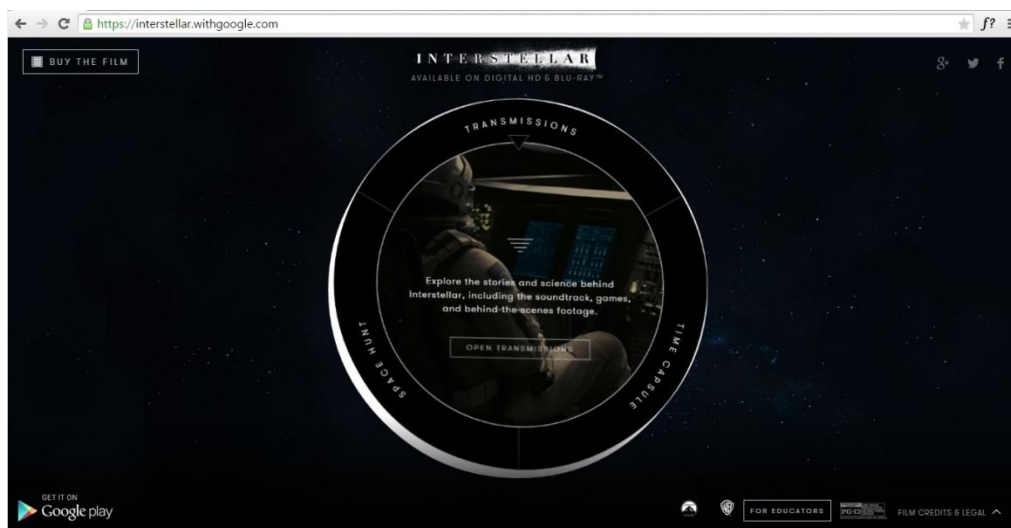 https://interstellar.withgoogle.com
f?
BUY THE FILM
INTERSTELLAR
AVAILABLE ON DIGITAL HD & BLU-RAY™
TRANSMISSIONS
Explore the stories and science behind
Interstellar, including the soundtrack, games,
and behind-the-scenes footage.
OPEN TRANSMISSIONS
SPACE HUNT
TIME CAPSULE
GET IT ON
Google play
FOR EDUCATORS
PG-13
FILM CREDITS & LEGAL